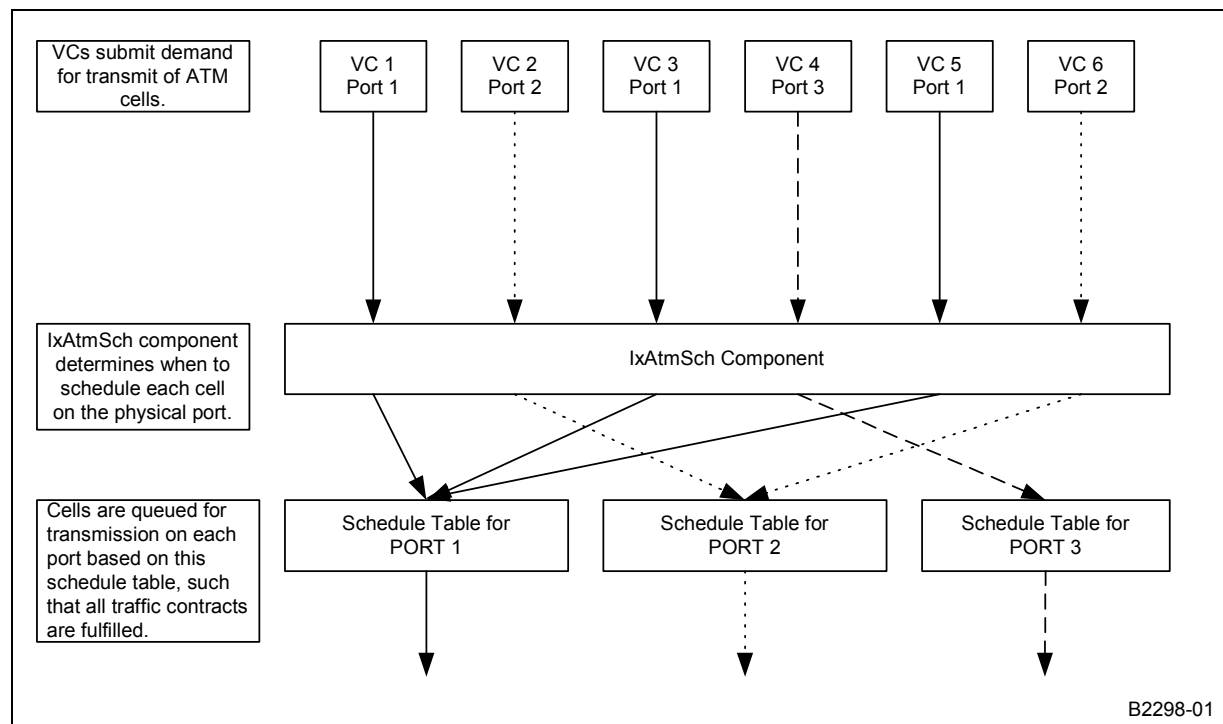 VCs submit demand
for transmit of ATM
cells.
VC 1
Port 1
VC 2
Port 2
VC 3
Port 1
VC 4
Port 3
VC 5
Port 1
VC 6
Port 2
IxAtmSch component
determines when to
schedule each cell
on the physical port.
IxAtmSch Component
Cells are queued for
transmission on each
port based on this
schedule table, such
that all traffic contracts
are fulfilled.
Schedule Table for
PORT 1
Schedule Table for
PORT 2
Schedule Table for
PORT 3
B2298-01